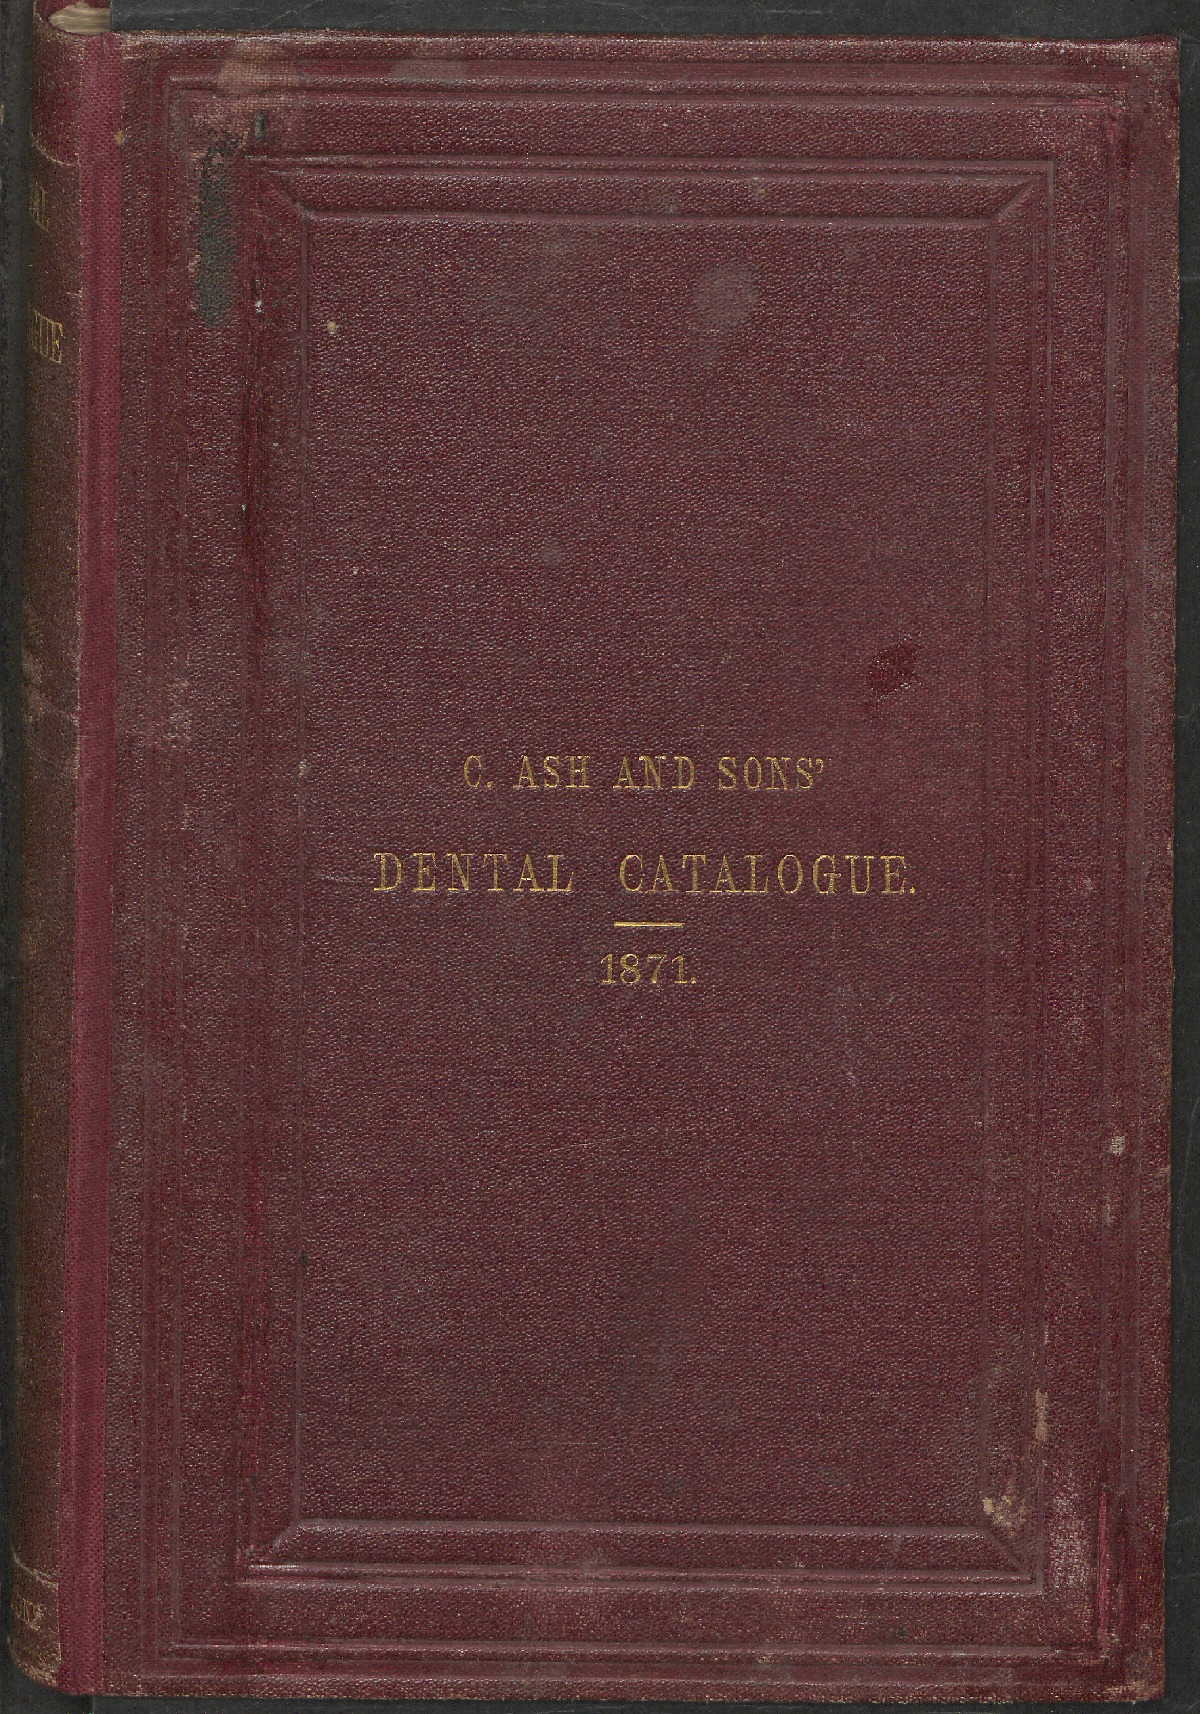 C. ASH AND SONS'
DENTAL CATALOGUE.
1871.